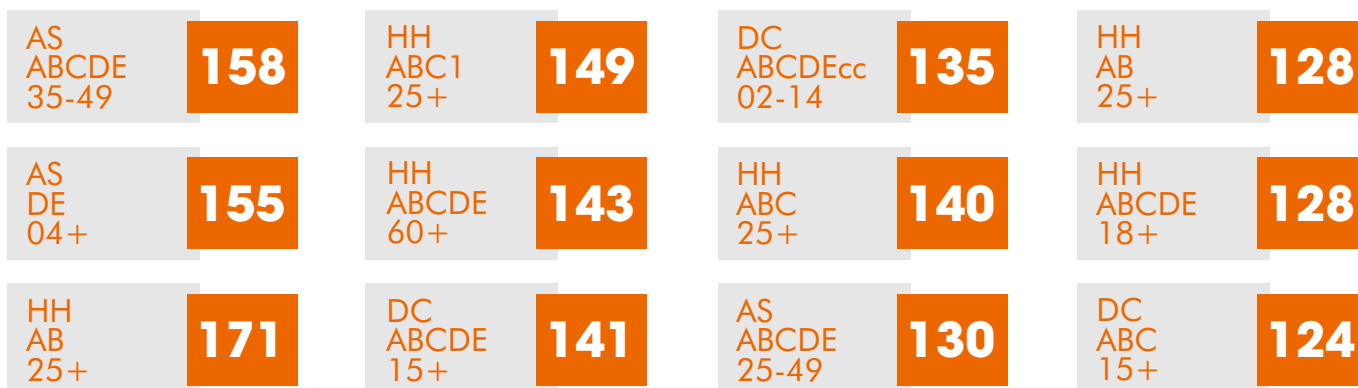 AS
ABCDE
35-49
158
HH
ABC1
25+
149
DC
ABCDEcc
02-14
135
HH
AB
25+
128
AS
DE
04+
155
HH
ABCDE
60+
143
HH
ABC
25+
140
HH
ABCDE
18+
128
HH
AB
25+
171
DC
ABCDE
15+
141
AS
ABCDE
25-49
130
DC
ABC
15+
124